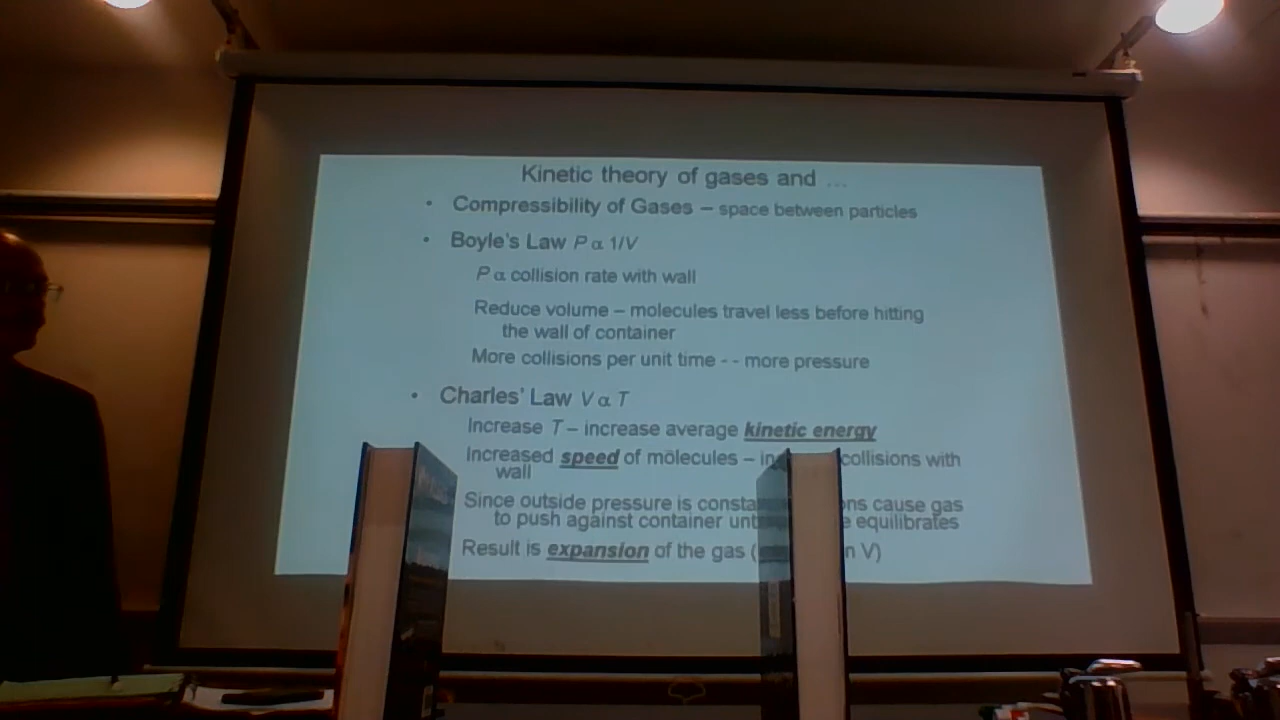 Kinetic theory of gases and ...
• Compressibility of Gases – space between particles
• Boyle's Law P α 1/V
P α collision rate with wall
Reduce volume – molecules travel less before hitting
the wall of container
More collisions per unit time - - more pressure
• Charles' Law V α T
Increase T – increase average kinetic energy
Increased speed of molecules – collisions with
wall
Since outside pressure is cause gas
to push against container equilibrates
Result is expansion of the gas ( V)